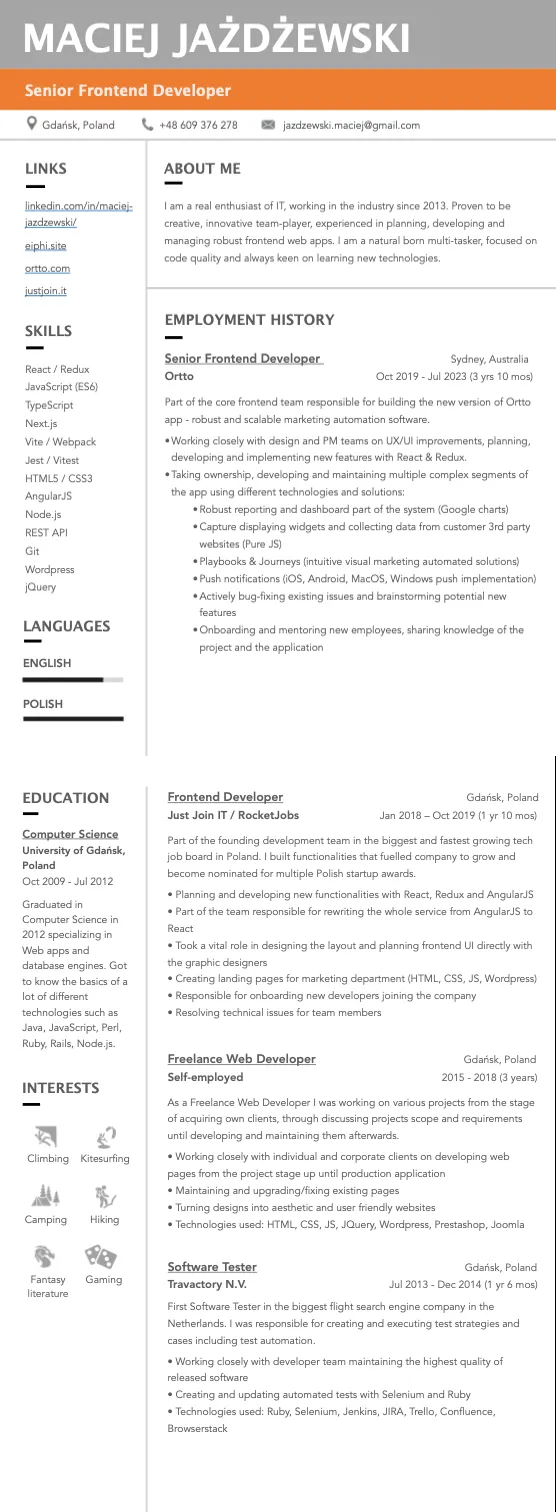 MACIEJ JAŻDŻEWSKI
Senior Frontend Developer
Gdańsk, Poland
+48 609 376 278
jazdzewski.maciej@gmail.com
LINKS
linkedin.com/in/maciej-
jazdzewski/
eiphi.site
ortto.com
justjoin.it
SKILLS
React / Redux
JavaScript (ES6)
TypeScript
Next.js
Vite / Webpack
Jest / Vitest
HTML5 / CSS3
AngularJS
Node.js
REST API
Git
Wordpress
jQuery
LANGUAGES
ENGLISH
POLISH
ABOUT ME
I am a real enthusiast of IT, working in the industry since 2013. Proven to be
creative, innovative team-player, experienced in planning, developing and
managing robust frontend web apps. I am a natural born multi-tasker, focused on
code quality and always keen on learning new technologies.
EMPLOYMENT HISTORY
Senior Frontend Developer Sydney, Australia
Ortto Oct 2019 - Jul 2023 (3 yrs 10 mos)
Part of the core frontend team responsible for building the new version of Ortto
app - robust and scalable marketing automation software.
•Working closely with design and PM teams on UX/UI improvements, planning,
developing and implementing new features with React & Redux.
•Taking ownership, developing and maintaining multiple complex segments of
the app using different technologies and solutions:
•Robust reporting and dashboard part of the system (Google charts)
•Capture displaying widgets and collecting data from customer 3rd party
websites (Pure JS)
•Playbooks & Journeys (intuitive visual marketing automated solutions)
•Push notifications (iOS, Android, MacOS, Windows push implementation)
•Actively bug-fixing existing issues and brainstorming potential new
features
•Onboarding and mentoring new employees, sharing knowledge of the
project and the application
EDUCATION
Computer Science
University of Gdańsk,
Poland
Oct 2009 - Jul 2012
Graduated in
Computer Science in
2012 specializing in
Web apps and
database engines. Got
to know the basics of a
lot of different
technologies such as
Java, JavaScript, Perl,
Ruby, Rails, Node.js.
INTERESTS
Climbing Kitesurfing
Camping Hiking
Fantasy Gaming
literature
Frontend Developer Gdańsk, Poland
Just Join IT / RocketJobs Jan 2018 – Oct 2019 (1 yr 10 mos)
Part of the founding development team in the biggest and fastest growing tech
job board in Poland. I built functionalities that fuelled company to grow and
become nominated for multiple Polish startup awards.
• Planning and developing new functionalities with React, Redux and AngularJS
• Part of the team responsible for rewriting the whole service from AngularJS to
React
• Took a vital role in designing the layout and planning frontend UI directly with
the graphic designers
• Creating landing pages for marketing department (HTML, CSS, JS, Wordpress)
• Responsible for onboarding new developers joining the company
• Resolving technical issues for team members
Freelance Web Developer Gdańsk, Poland
Self-employed 2015 - 2018 (3 years)
As a Freelance Web Developer I was working on various projects from the stage
of acquiring own clients, through discussing projects scope and requirements
until developing and maintaining them afterwards.
• Working closely with individual and corporate clients on developing web
pages from the project stage up until production application
• Maintaining and upgrading/fixing existing pages
• Turning designs into aesthetic and user friendly websites
• Technologies used: HTML, CSS, JS, JQuery, Wordpress, Prestashop, Joomla
Software Tester Gdańsk, Poland
Travactory N.V. Jul 2013 - Dec 2014 (1 yr 6 mos)
First Software Tester in the biggest flight search engine company in the
Netherlands. I was responsible for creating and executing test strategies and
cases including test automation.
• Working closely with developer team maintaining the highest quality of
released software
• Creating and updating automated tests with Selenium and Ruby
• Technologies used: Ruby, Selenium, Jenkins, JIRA, Trello, Confluence,
Browserstack